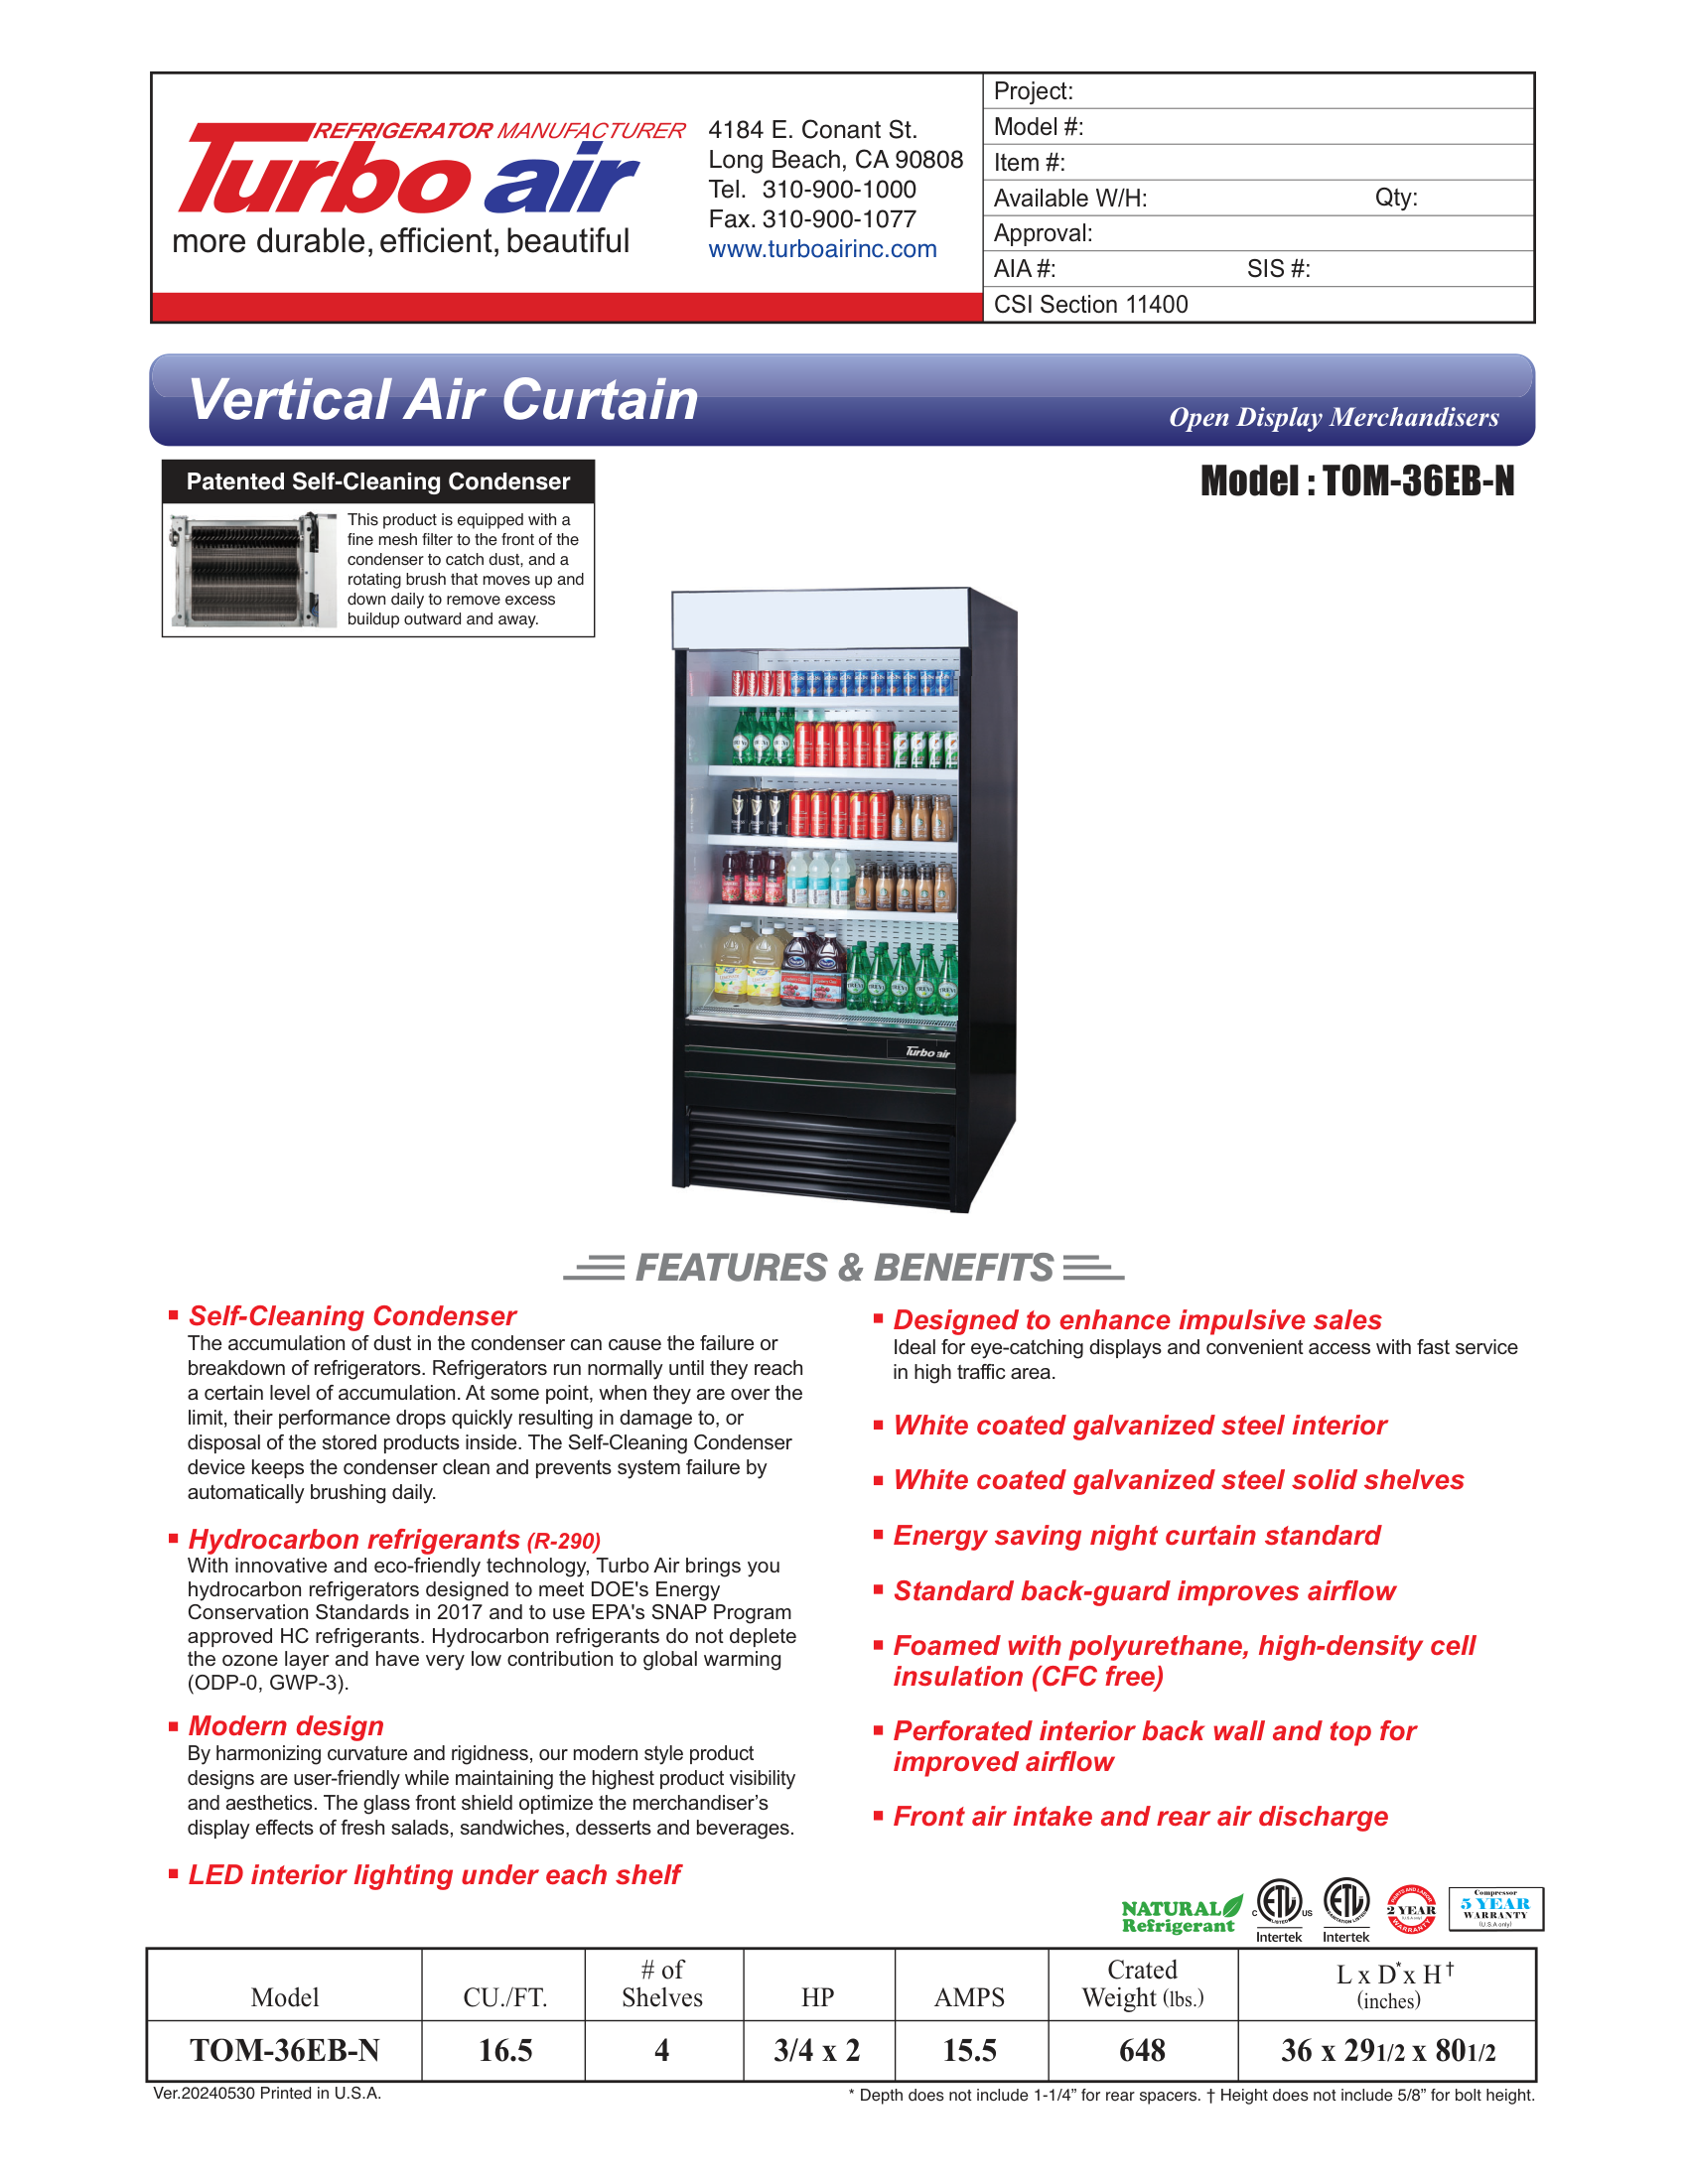 REFRIGERATOR MANUFACTURER
Turbo air
more durable, efficient, beautiful
4184 E. Conant St.
Long Beach, CA 90808
Tel. 310-900-1000
Fax. 310-900-1077
www.turboairinc.com
Project:
Model #:
Item #:
Available W/H: Qty:
Approval:
AIA #: SIS #:
CSI Section 11400
Vertical Air Curtain
Open Display Merchandisers
Patented Self-Cleaning Condenser
This product is equipped with a
fine mesh filter to the front of the
condenser to catch dust, and a
rotating brush that moves up and
down daily to remove excess
buildup outward and away.
Model : TOM-36EB-N
Turbo air
FEATURES & BENEFITS
Self-Cleaning Condenser
The accumulation of dust in the condenser can cause the failure or
breakdown of refrigerators. Refrigerators run normally until they reach
a certain level of accumulation. At some point, when they are over the
limit, their performance drops quickly resulting in damage to, or
disposal of the stored products inside. The Self-Cleaning Condenser
device keeps the condenser clean and prevents system failure by
automatically brushing daily.
Hydrocarbon refrigerants (R-290)
With innovative and eco-friendly technology, Turbo Air brings you
hydrocarbon refrigerators designed to meet DOE's Energy
Conservation Standards in 2017 and to use EPA's SNAP Program
approved HC refrigerants. Hydrocarbon refrigerants do not deplete
the ozone layer and have very low contribution to global warming
(ODP-0, GWP-3).
Modern design
By harmonizing curvature and rigidness, our modern style product
designs are user-friendly while maintaining the highest product visibility
and aesthetics. The glass front shield optimize the merchandiser’s
display effects of fresh salads, sandwiches, desserts and beverages.
LED interior lighting under each shelf
Designed to enhance impulsive sales
Ideal for eye-catching displays and convenient access with fast service
in high traffic area.
White coated galvanized steel interior
White coated galvanized steel solid shelves
Energy saving night curtain standard
Standard back-guard improves airflow
Foamed with polyurethane, high-density cell
insulation (CFC free)
Perforated interior back wall and top for
improved airflow
Front air intake and rear air discharge
NATURAL
Refrigerant
C ETL US
LISTED
Intertek
ETL
SANITATION LISTED
Intertek
PARTS AND LABOR
2 YEAR
(U.S.A only)
WARRANTY
Compressor
5 YEAR
WARRANTY
(U.S.A only)
Model CU./FT. # of Shelves HP AMPS Crated Weight (lbs.) L x D* x H† (inches)
TOM-36EB-N 16.5 4 3/4 x 2 15.5 648 36 x 291/2 x 801/2
Ver.20240530 Printed in U.S.A.
* Depth does not include 1-1/4” for rear spacers. † Height does not include 5/8” for bolt height.